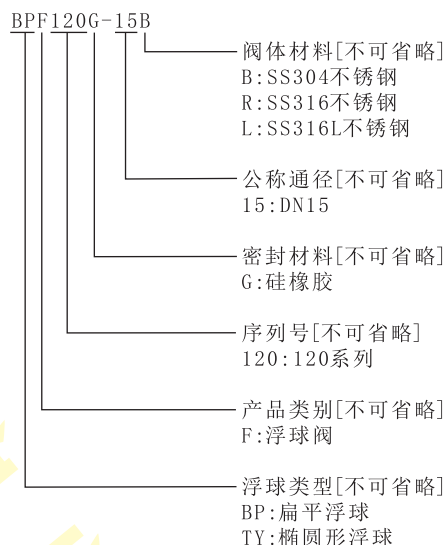 BPF120G-15B
阀体材料[不可省略]
B:SS304不锈钢
R:SS316不锈钢
L:SS316L不锈钢
公称通径[不可省略]
15:DN15
密封材料[不可省略]
G:硅橡胶
序列号[不可省略]
120:120系列
产品类别[不可省略]
F:浮球阀
浮球类型[不可省略]
BP:扁平浮球
TY:椭圆形浮球